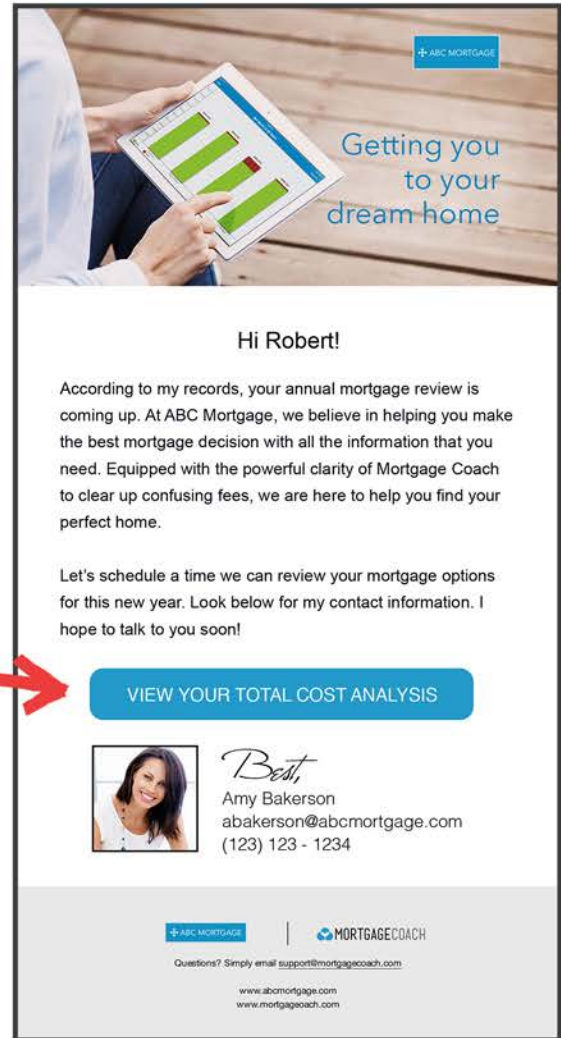 ABC MORTGAGE
Getting you
to your
dream home
Hi Robert!
According to my records, your annual mortgage review is
coming up. At ABC Mortgage, we believe in helping you make
the best mortgage decision with all the information that you
need. Equipped with the powerful clarity of Mortgage Coach
to clear up confusing fees, we are here to help you find your
perfect home.
Let's schedule a time we can review your mortgage options
for this new year. Look below for my contact information. I
hope to talk to you soon!
VIEW YOUR TOTAL COST ANALYSIS
Best,
Amy Bakerson
abakerson@abcmortgage.com
(123) 123 - 1234
ABC MORTGAGE
MORTGAGECOACH
Questions? Simply email support@mortgagecoach.com
www.abcmortgage.com
www.mortgageoach.com